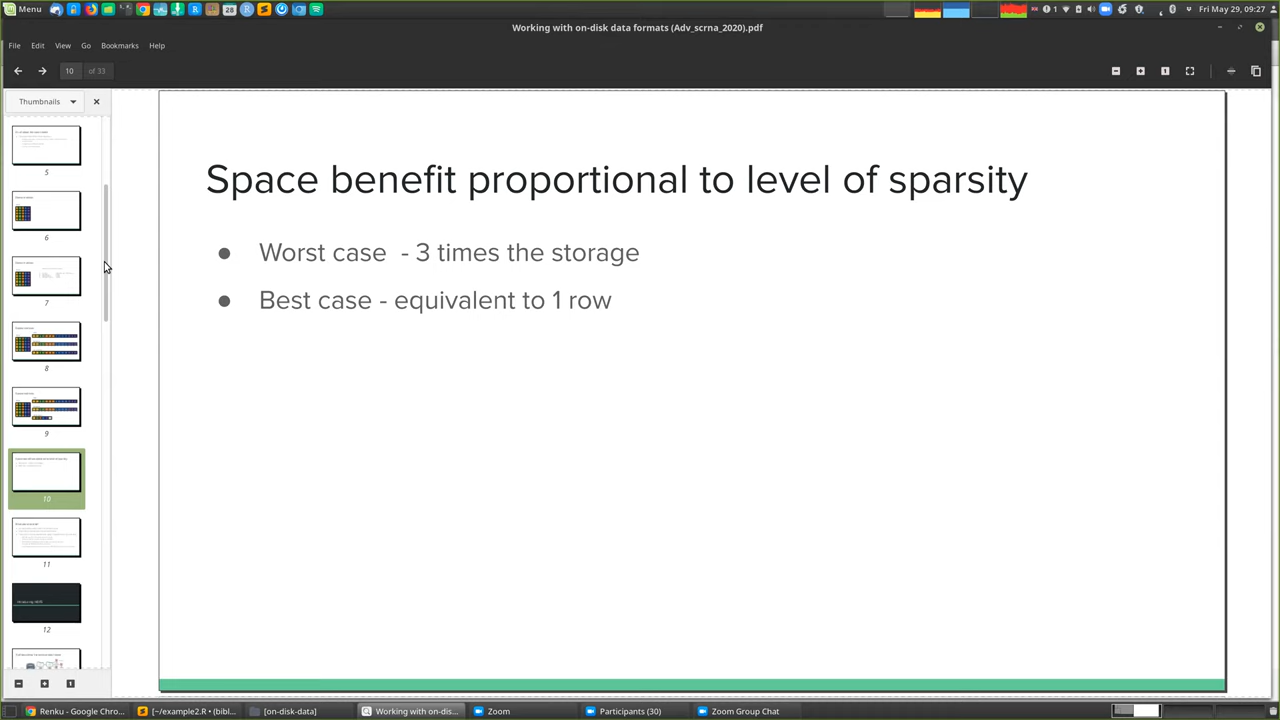 Menu
28
1
Fri May 29, 09:27
Working with on-disk data formats (Adv_scrna_2020).pdf
File Edit View Go Bookmarks Help
10 of 33
Thumbnails
5
6
7
8
9
10
11
12
Space benefit proportional to level of sparsity
● Worst case - 3 times the storage
● Best case - equivalent to 1 row
Renku - Google Chro... [~/example2.R • (bibl... [on-disk-data] Working with on-dis... Zoom Participants (30) Zoom Group Chat